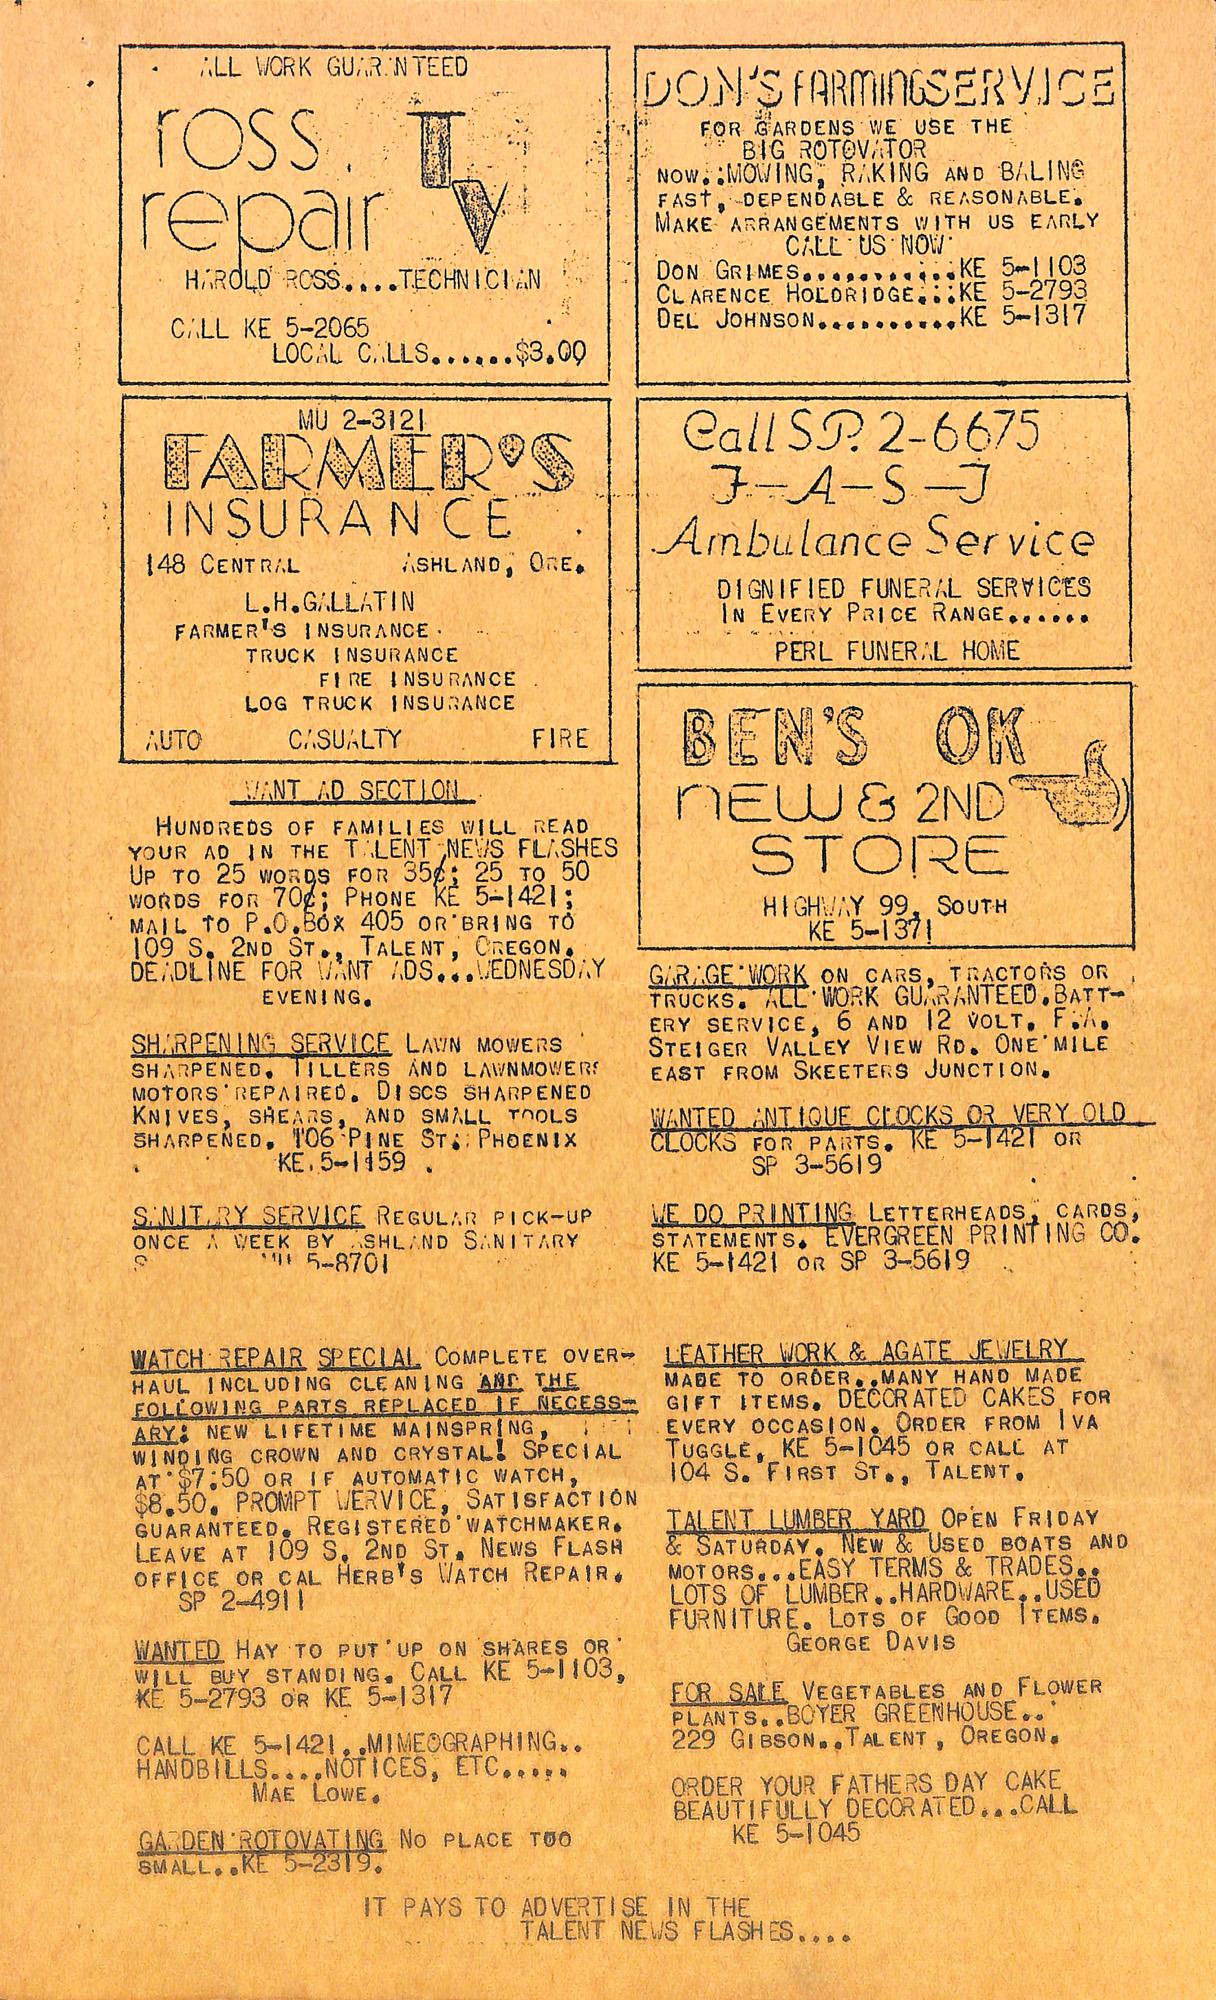 ALL WORK GUARANTEED
ross
repair TV
HAROLD ROSS....TECHNICIAN
CALL KE 5-2065
LOCAL CALLS......$3.00
DON'S FARMING SERVICE
FOR GARDENS WE USE THE
BIG ROTOVATOR
NOW..MOWING, RAKING AND BALING
FAST, DEPENDABLE & REASONABLE.
MAKE ARRANGEMENTS WITH US EARLY
CALL US NOW
DON GRIMES...........KE 5-1103
CLARENCE HOLDRIDGE...KE 5-2793
DEL JOHNSON..........KE 5-1317
MU 2-3121
FARMER'S
INSURANCE
148 CENTRAL ASHLAND, ORE.
L.H.GALLATIN
FARMER'S INSURANCE
TRUCK INSURANCE
FIRE INSURANCE
LOG TRUCK INSURANCE
AUTO CASUALTY FIRE
Call SP. 2-6675
F-A-S-T
Ambulance Service
DIGNIFIED FUNERAL SERVICES
IN EVERY PRICE RANGE......
PERL FUNERAL HOME
BEN'S OK
NEW & 2ND
STORE
HIGHWAY 99, SOUTH
KE 5-1371
WANT AD SECTION
HUNDREDS OF FAMILIES WILL READ
YOUR AD IN THE TALENT NEWS FLASHES
UP TO 25 WORDS FOR 35¢; 25 TO 50
WORDS FOR 70¢; PHONE KE 5-1421;
MAIL TO P.O.BOX 405 OR BRING TO
109 S. 2ND ST., TALENT, OREGON.
DEADLINE FOR WANT ADS...WEDNESDAY
EVENING.
SHARPENING SERVICE LAWN MOWERS
SHARPENED. TILLERS AND LAWNMOWERS
MOTORS REPAIRED. DISCS SHARPENED
KNIVES, SHEARS, AND SMALL TOOLS
SHARPENED. 106 PINE ST. PHOENIX
KE.5-1159
SANITARY SERVICE REGULAR PICK-UP
ONCE A WEEK BY ASHLAND SANITARY
MU 5-8701
WATCH REPAIR SPECIAL COMPLETE OVER-
HAUL INCLUDING CLEANING AND THE
FOLLOWING PARTS REPLACED IF NECESS-
ARY: NEW LIFETIME MAINSPRING,
WINDING CROWN AND CRYSTAL! SPECIAL
AT $7.50 OR IF AUTOMATIC WATCH,
$8.50. PROMPT WERVICE, SATISFACTION
GUARANTEED. REGISTERED WATCHMAKER.
LEAVE AT 109 S. 2ND ST. NEWS FLASH
OFFICE OR CAL HERB'S WATCH REPAIR.
SP 2-4911
WANTED HAY TO PUT UP ON SHARES OR
WILL BUY STANDING. CALL KE 5-1103,
KE 5-2793 OR KE 5-1317
CALL KE 5-1421..MIMEOGRAPHING..
HANDBILLS....NOTICES, ETC.....
MAE LOWE.
GARDEN ROTOVATING NO PLACE TOO
SMALL..KE 5-2319.
GARAGE WORK ON CARS, TRACTORS OR
TRUCKS. ALL WORK GUARANTEED.BATT-
ERY SERVICE, 6 AND 12 VOLT. F.A.
STEIGER VALLEY VIEW RD. ONE MILE
EAST FROM SKEETERS JUNCTION.
WANTED ANTIQUE CLOCKS OR VERY OLD
CLOCKS FOR PARTS. KE 5-1421 OR
SP 3-5619
WE DO PRINTING LETTERHEADS, CARDS,
STATEMENTS. EVERGREEN PRINTING CO.
KE 5-1421 OR SP 3-5619
LEATHER WORK & AGATE JEWELRY
MADE TO ORDER..MANY HAND MADE
GIFT ITEMS. DECORATED CAKES FOR
EVERY OCCASION. ORDER FROM IVA
TUGGLE, KE 5-1045 OR CALL AT
104 S. FIRST ST., TALENT.
TALENT LUMBER YARD OPEN FRIDAY
& SATURDAY. NEW & USED BOATS AND
MOTORS...EASY TERMS & TRADES..
LOTS OF LUMBER..HARDWARE..USED
FURNITURE. LOTS OF GOOD ITEMS.
GEORGE DAVIS
FOR SALE VEGETABLES AND FLOWER
PLANTS..BOYER GREENHOUSE..
229 GIBSON..TALENT, OREGON.
ORDER YOUR FATHERS DAY CAKE
BEAUTIFULLY DECORATED...CALL
KE 5-1045
IT PAYS TO ADVERTISE IN THE
TALENT NEWS FLASHES....